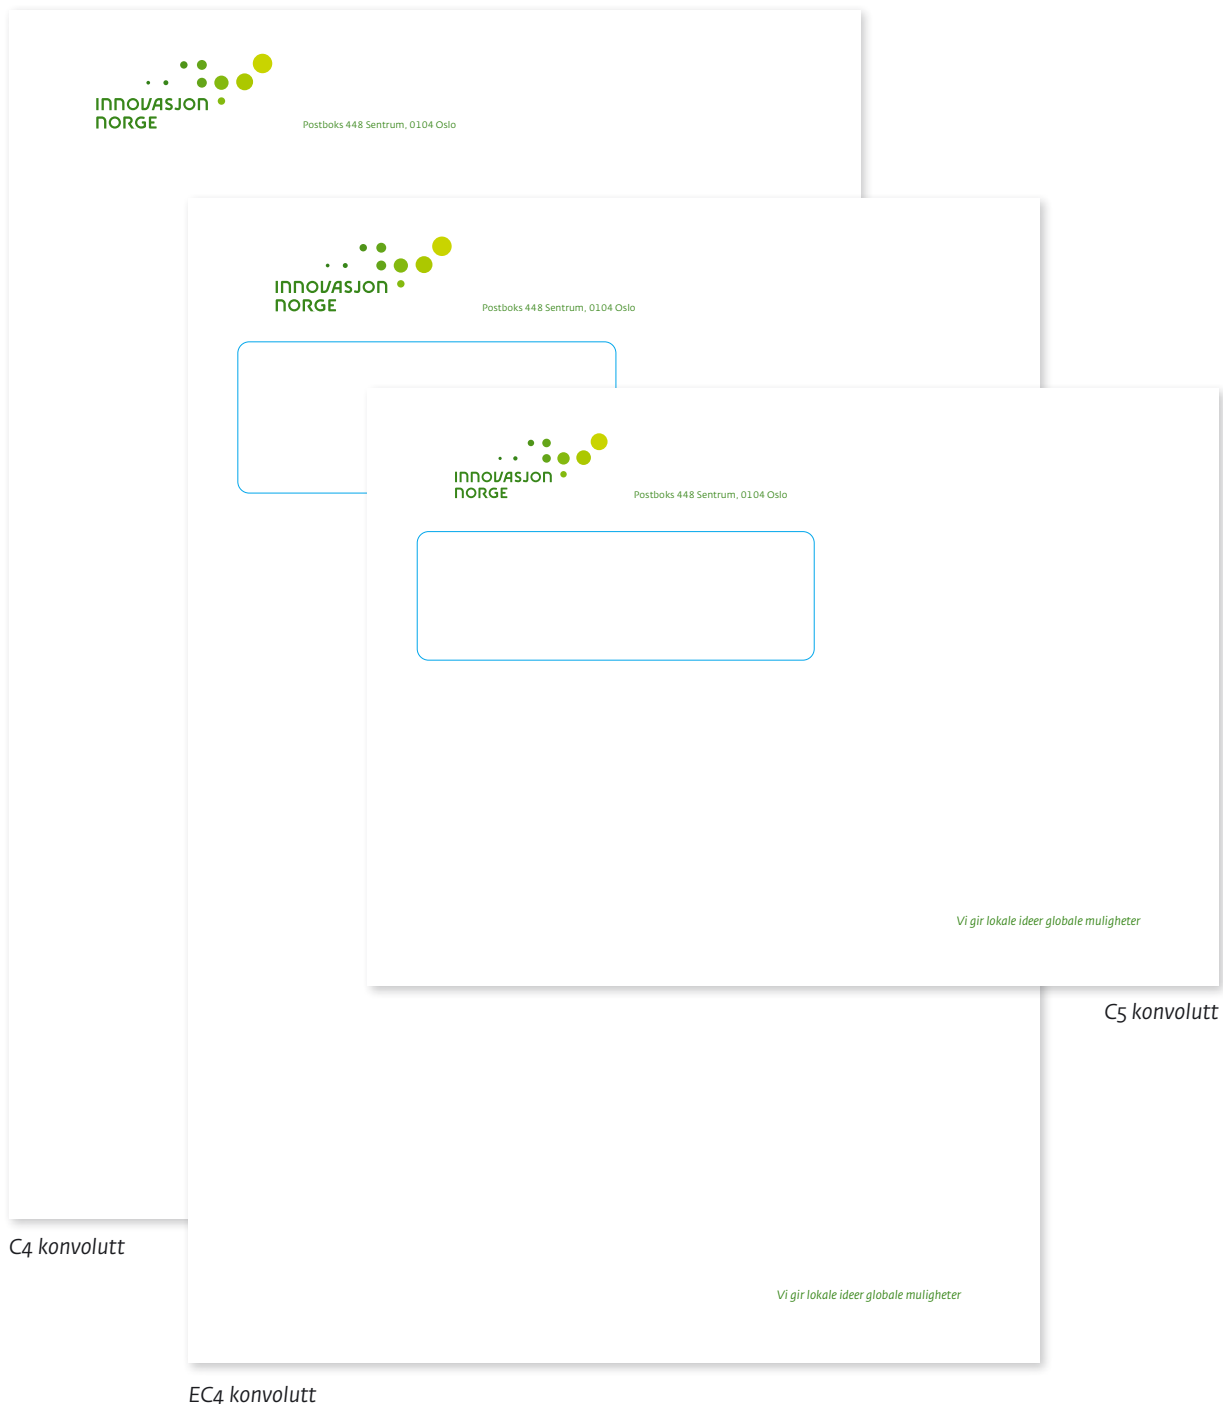 INNOVASJON
NORGE
Postboks 448 Sentrum, 0104 Oslo
INNOVASJON
NORGE
Postboks 448 Sentrum, 0104 Oslo
INNOVASJON
NORGE
Postboks 448 Sentrum, 0104 Oslo
Vi gir lokale ideer globale muligheter
C5 konvolutt
C4 konvolutt
Vi gir lokale ideer globale muligheter
EC4 konvolutt